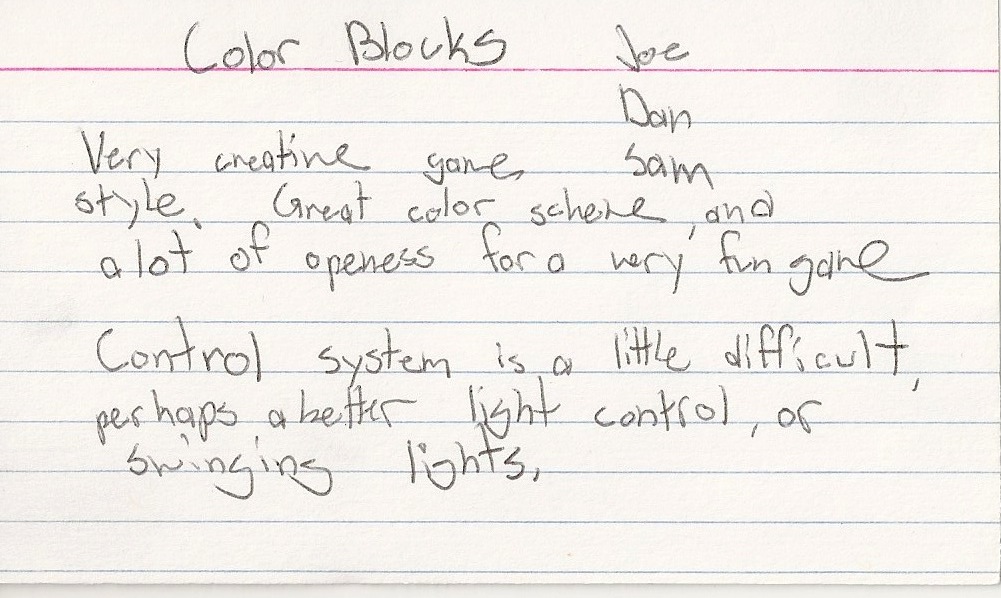 Color Blocks Joe
Dan
Sam
Very creative game
style. Great color scheme, and
a lot of openess for a very fun game
Control system is a little difficult,
perhaps a better light control, or
swinging lights.